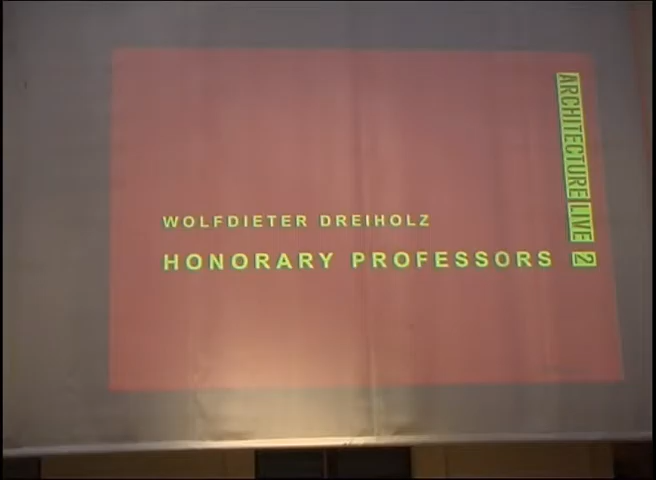 WOLFDIETER DREIHOLZ
HONORARY PROFESSORS
ARCHITECTURE LIVE 2